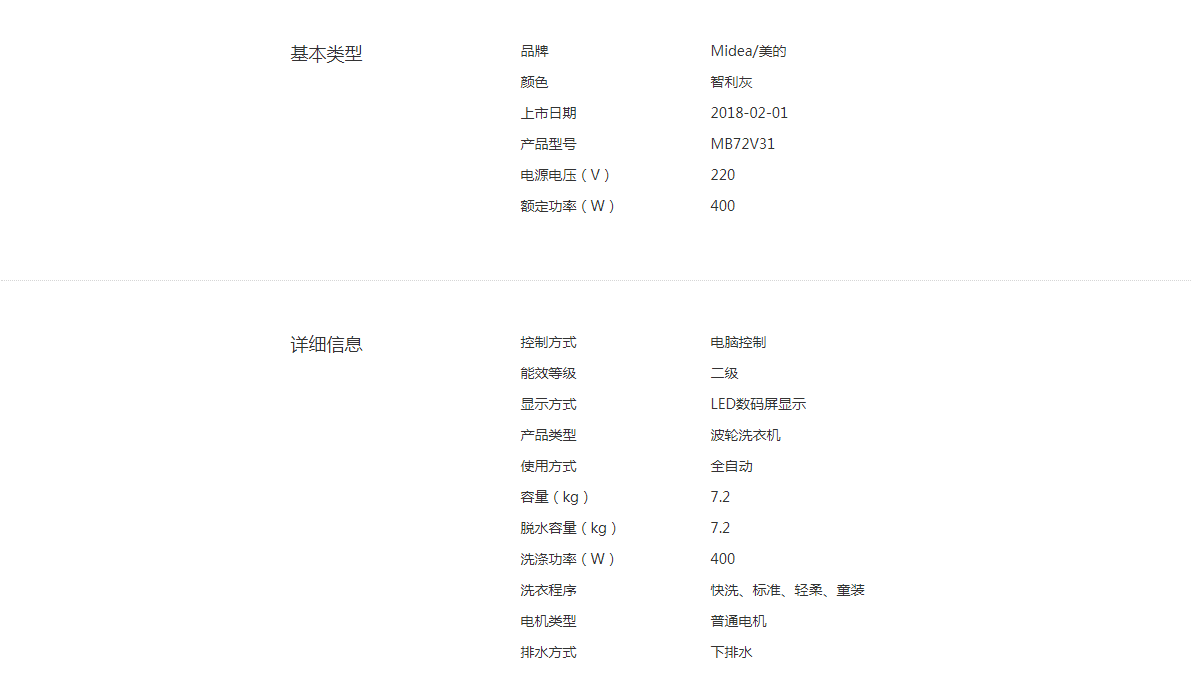 基本类型
品牌 Midea/美的
颜色 智利灰
上市日期 2018-02-01
产品型号 MB72V31
电源电压（V） 220
额定功率（W） 400
详细信息
控制方式 电脑控制
能效等级 二级
显示方式 LED数码屏显示
产品类型 波轮洗衣机
使用方式 全自动
容量（kg） 7.2
脱水容量（kg） 7.2
洗涤功率（W） 400
洗衣程序 快洗、标准、轻柔、童装
电机类型 普通电机
排水方式 下排水